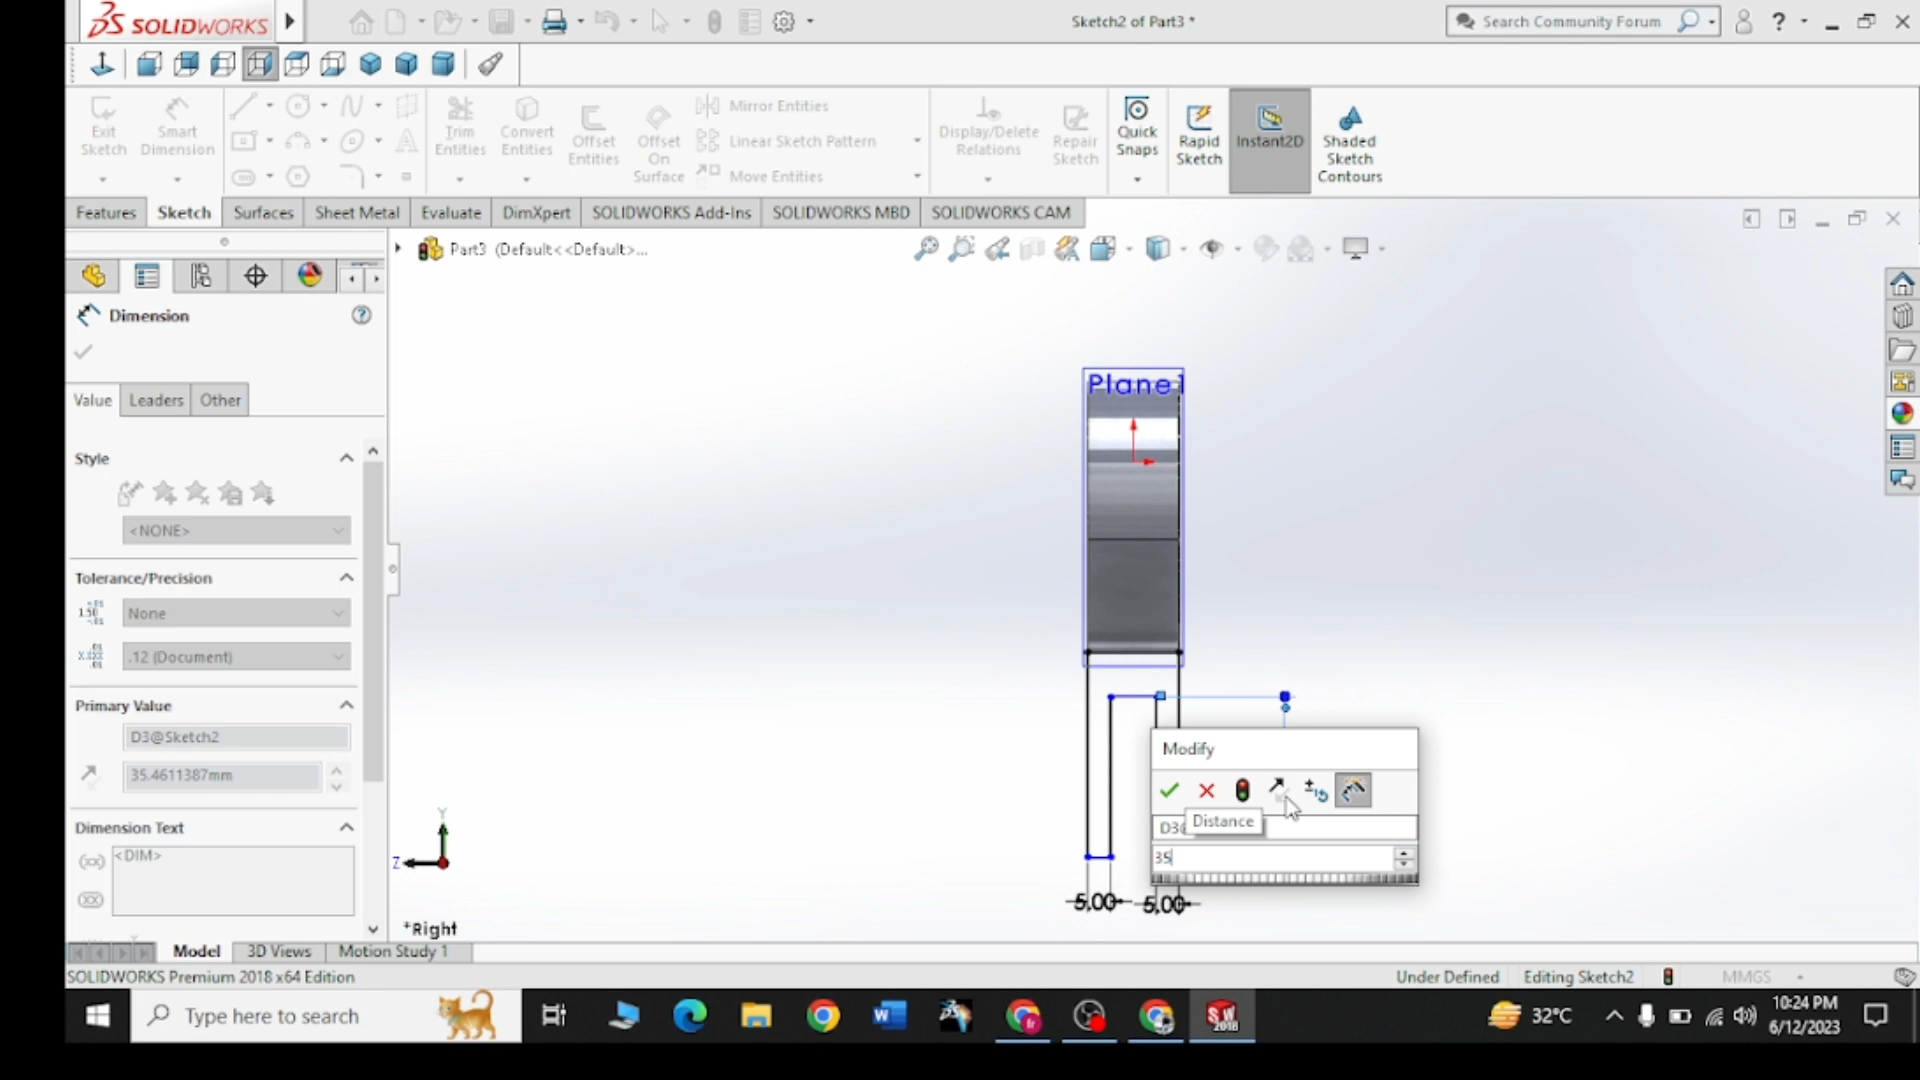 SOLIDWORKS
Sketch2 of Part3 *
Search Community Forum
?
Exit Sketch
Smart Dimension
Trim Entities
Convert Entities
Offset Entities
Offset On Surface
Mirror Entities
Linear Sketch Pattern
Move Entities
Display/Delete Relations
Repair Sketch
Quick Snaps
Rapid Sketch
Instant2D
Shaded Sketch Contours
Features
Sketch
Surfaces
Sheet Metal
Evaluate
DimXpert
SOLIDWORKS Add-Ins
SOLIDWORKS MBD
SOLIDWORKS CAM
Part3 (Default<<Default>...
Dimension
Value
Leaders
Other
Style
<NONE>
Tolerance/Precision
None
.12 (Document)
Primary Value
D3@Sketch2
35.4611387mm
Dimension Text
<DIM>
Plane1
Modify
Distance
D3@
35
5.00
5.00
Y
Z
*Right
Model
3D Views
Motion Study 1
SOLIDWORKS Premium 2018 x64 Edition
Under Defined
Editing Sketch2
MMGS
Type here to search
32°C
10:24 PM
6/12/2023